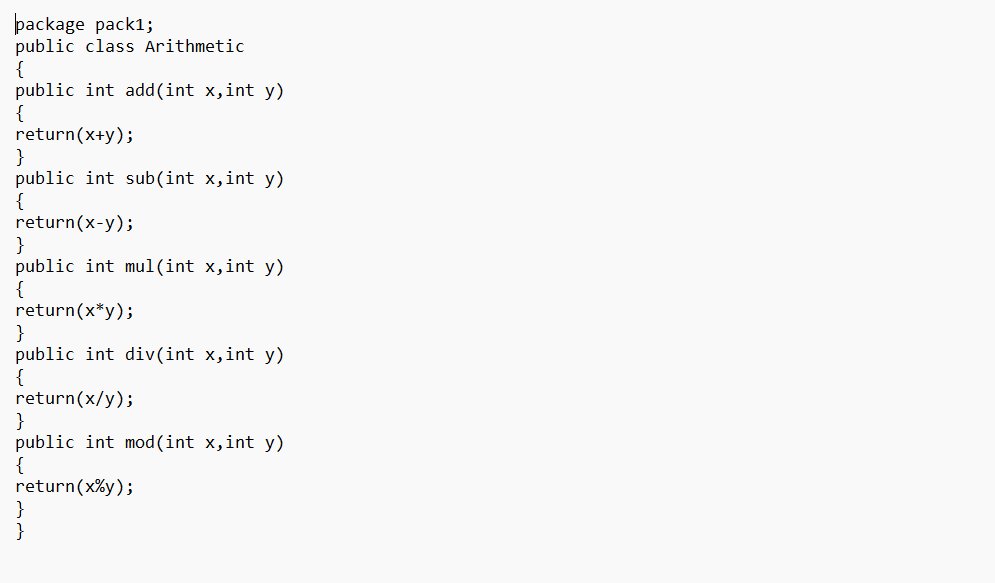 package pack1;
public class Arithmetic
{
public int add(int x,int y)
{
return(x+y);
}
public int sub(int x,int y)
{
return(x-y);
}
public int mul(int x,int y)
{
return(x*y);
}
public int div(int x,int y)
{
return(x/y);
}
public int mod(int x,int y)
{
return(x%y);
}
}